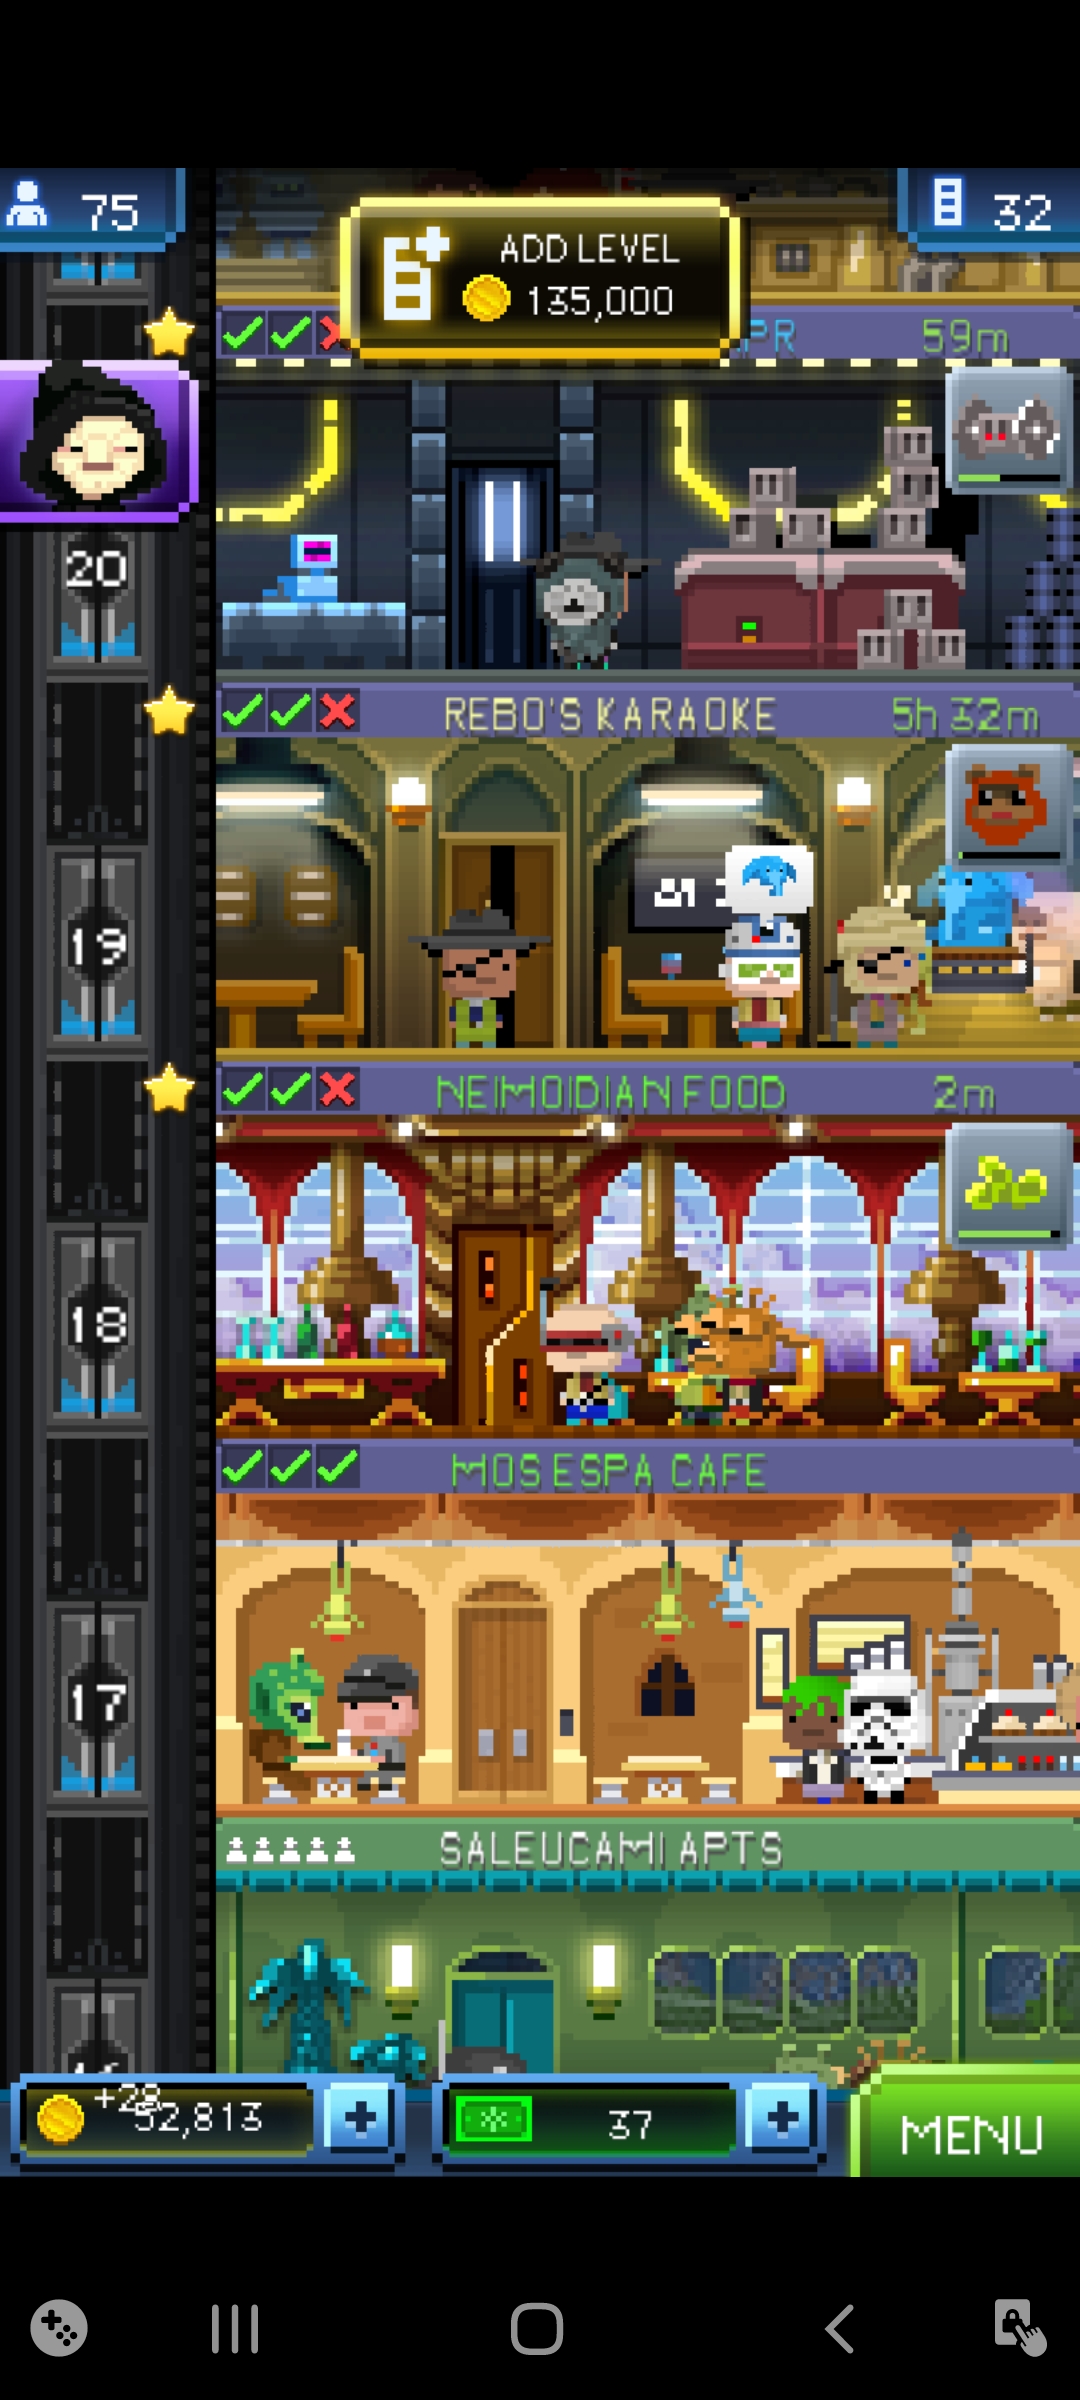 75
ADD LEVEL
135,000
32
59m
20
REBO'S KARAOKE
5h 32m
19
NEIMOIDIAN FOOD
2m
18
MOS ESPA CAFE
17
SALEUCAMI APTS
+28
52,813
37
MENU